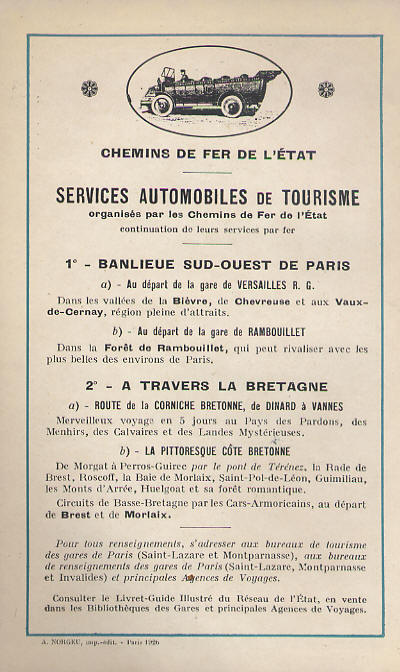 CHEMINS DE FER DE L'ÉTAT
SERVICES AUTOMOBILES DE TOURISME
organisés par les Chemins de Fer de l'État
continuation de leurs services par fer
1° - BANLIEUE SUD-OUEST DE PARIS
a) - Au départ de la gare de VERSAILLES R. G.
Dans les vallées de la Bièvre, de Chevreuse et aux Vaux-
de-Cernay, région pleine d'attraits.
b) - Au départ de la gare de RAMBOUILLET
Dans la Forêt de Rambouillet, qui peut rivaliser avec les
plus belles des environs de Paris.
2° - A TRAVERS LA BRETAGNE
a) - ROUTE de la CORNICHE BRETONNE, de DINARD à VANNES
Merveilleux voyage en 5 jours au Pays des Pardons, des
Menhirs, des Calvaires et des Landes Mystérieuses.
b) - LA PITTORESQUE CÔTE BRETONNE
De Morgat à Perros-Guirec par le pont de Térénez, la Rade de
Brest, Roscoff, la Baie de Morlaix, Saint-Pol-de-Léon, Guimiliau,
les Monts d'Arrée, Huelgoat et sa forêt romantique.
Circuits de Basse-Bretagne par les Cars-Armoricains, au départ
de Brest et de Morlaix.
Pour tous renseignements, s'adresser aux bureaux de tourisme
des gares de Paris (Saint-Lazare et Montparnasse), aux bureaux
de renseignements des gares de Paris (Saint-Lazare, Montparnasse
et Invalides) et principales Agences de Voyages.
Consulter le Livret-Guide Illustré du Réseau de l'État, en vente
dans les Bibliothèques des Gares et principales Agences de Voyages.
A. NORGEU, imp.-édit. - Paris 1926